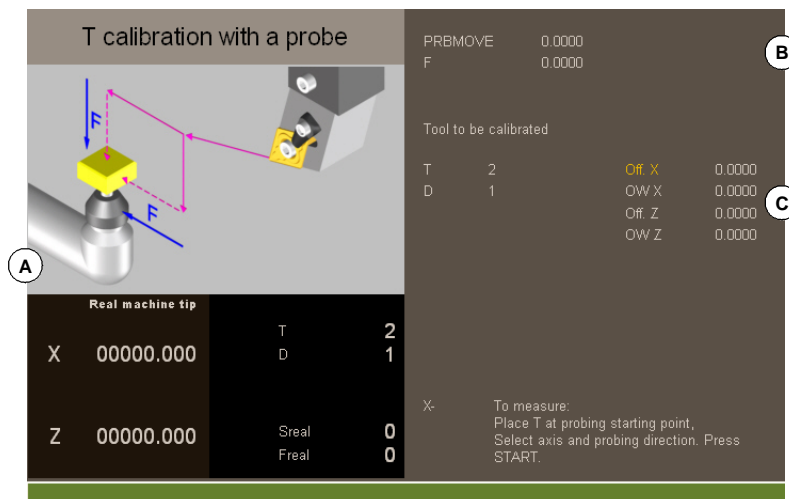 T calibration with a probe
F
F
A
Real machine tip
X 00000.000
Z 00000.000
T 2
D 1
Sreal 0
Freal 0
PRBMOVE 0.0000
F 0.0000
B
Tool to be calibrated
T 2 Off. X 0.0000
D 1 OW X 0.0000
Off. Z 0.0000
OW Z 0.0000
C
X- To measure:
Place T at probing starting point,
Select axis and probing direction. Press
START.